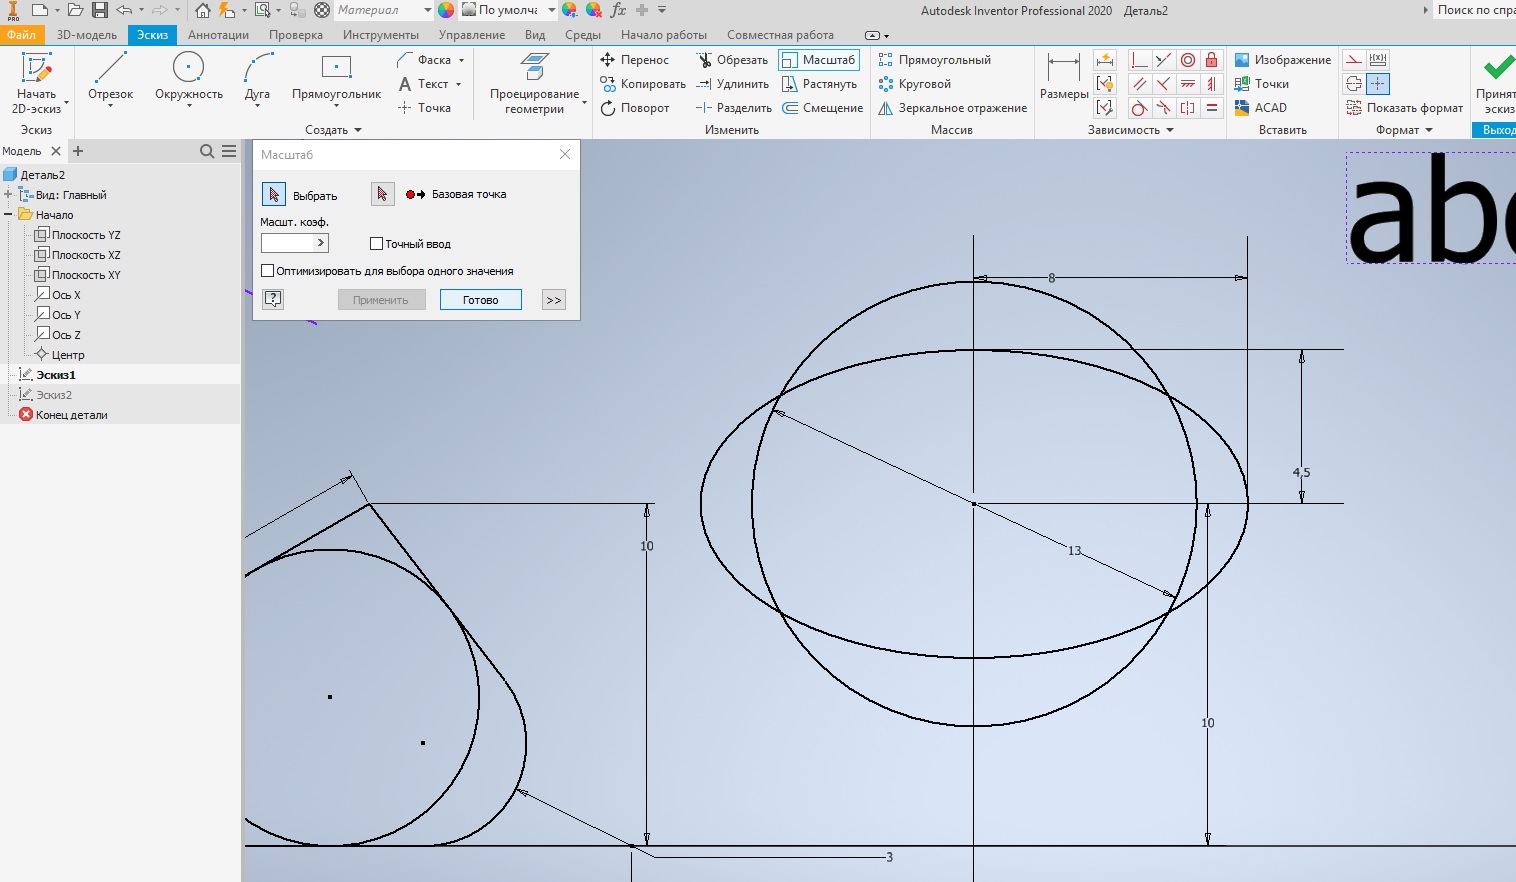 PRO Материал По умолча fx Autodesk Inventor Professional 2020 Деталь2 Поиск по спра
Файл 3D-модель Эскиз Аннотации Проверка Инструменты Управление Вид Среды Начало работы Совместная работа
Начать
2D-эскиз
Отрезок
Окружность
Дуга
Прямоугольник
Фаска
Текст
Точка
Проецирование
геометрии
Перенос
Копировать
Поворот
Обрезать
Удлинить
Разделить
Масштаб
Растянуть
Смещение
Прямоугольный
Круговой
Зеркальное отражение
Размеры
Изображение
Точки
ACAD
Показать формат
Принят
эскиз
Эскиз Создать Изменить Массив Зависимость Вставить Формат Выход
Модель
Деталь2
Вид: Главный
Начало
Плоскость YZ
Плоскость XZ
Плоскость XY
Ось X
Ось Y
Ось Z
Центр
Эскиз1
Эскиз2
Конец детали
Масштаб
Выбрать Базовая точка
Масшт. коэф.
Точный ввод
Оптимизировать для выбора одного значения
Применить Готово >>
abc
8
4,5
10
13
10
3